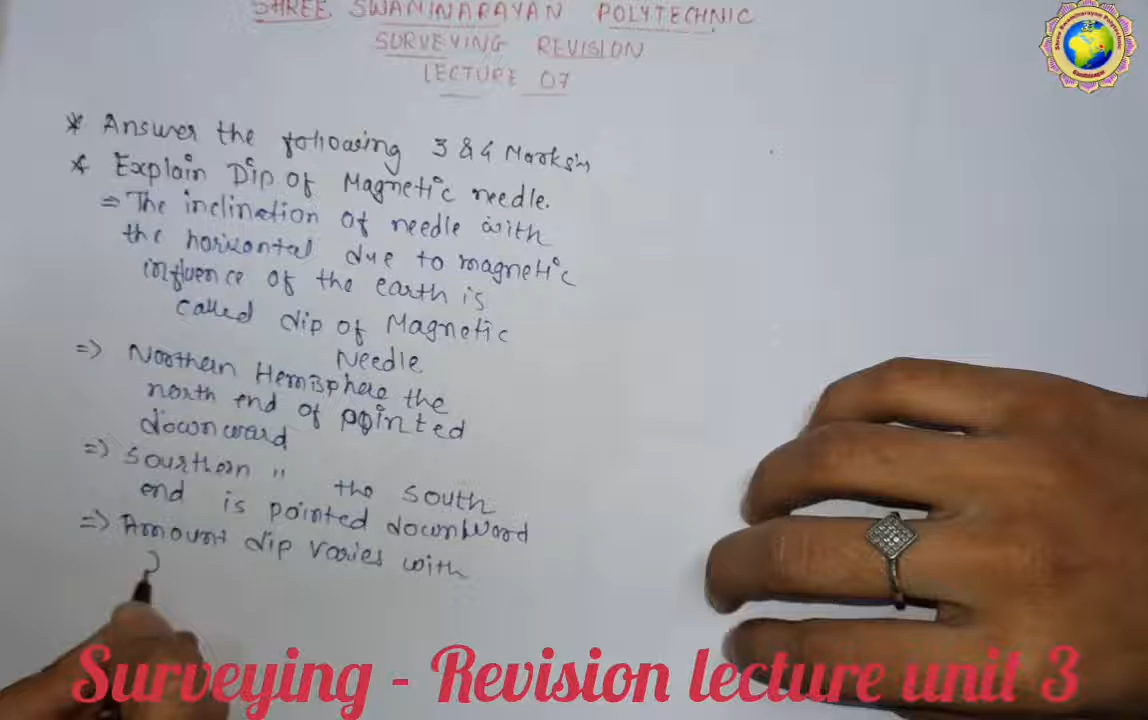 SHREE SWAMINARAYAN POLYTECHNIC
SURVEYING REVISION
LECTURE 07
* Answer the following 3 & 4 Marks
* Explain Dip of Magnetic needle.
⇒ The inclination of needle with
the horizontal due to magnetic
influence of the earth is
called dip of Magnetic
Needle
⇒ Noothern Hemisphere the
north end of pointed
downward
⇒ Sourthern " the south
end is pointed downward
⇒ Amount dip varies with
Surveying - Revision lecture unit 3